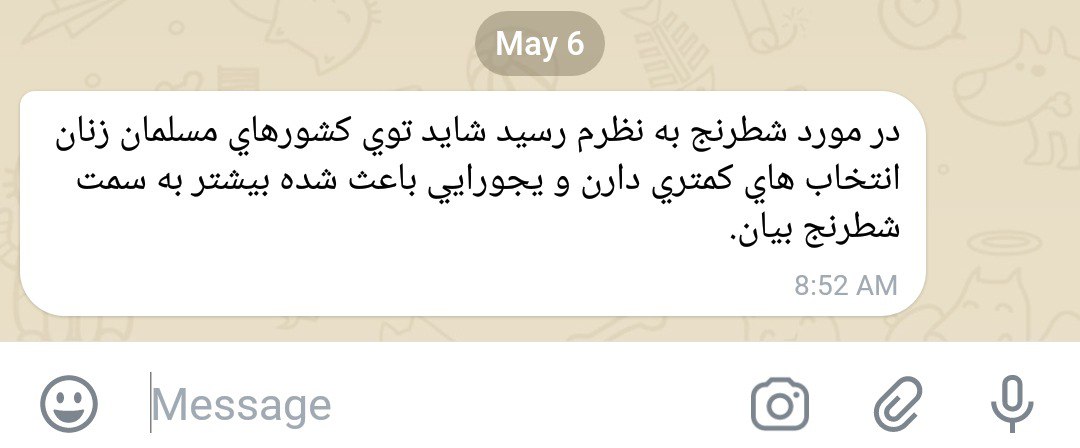 May 6
در مورد شطرنج به نظرم رسيد شايد توي كشورهاي مسلمان زنان
انتخاب هاي كمتري دارن و يجورايي باعث شده بيشتر به سمت
شطرنج بيان.
8:52 AM
Message